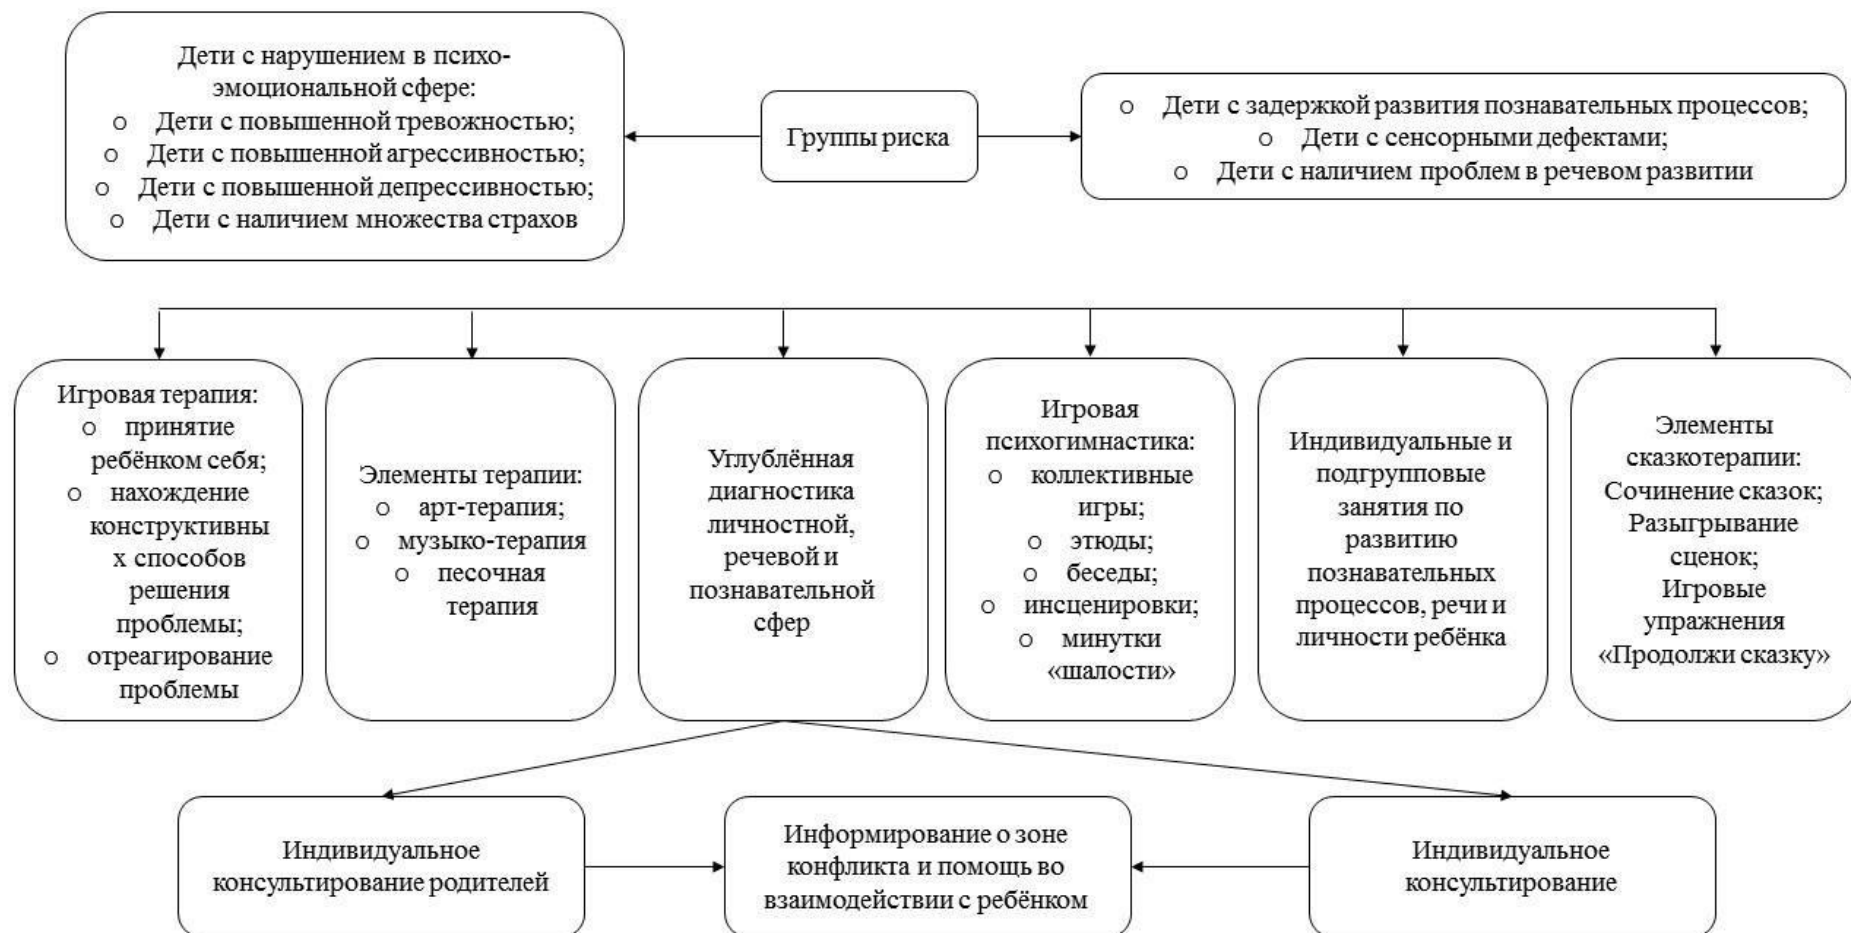 Дети с нарушением в психо-
эмоциональной сфере:
o Дети с повышенной тревожностью;
o Дети с повышенной агрессивностью;
o Дети с повышенной депрессивностью;
o Дети с наличием множества страхов
Группы риска
o Дети с задержкой развития познавательных процессов;
o Дети с сенсорными дефектами;
o Дети с наличием проблем в речевом развитии
Игровая терапия:
o принятие
ребёнком себя;
o нахождение
конструктивны
х способов
решения
проблемы;
o отреагирование
проблемы
Элементы терапии:
o арт-терапия;
o музыко-терапия
o песочная
терапия
Углублённая
диагностика
личностной,
речевой и
познавательной
сфер
Игровая
психогимнастика:
o коллективные
игры;
o этюды;
o беседы;
o инсценировки;
o минутки
«шалости»
Индивидуальные и
подгрупповые
занятия по
развитию
познавательных
процессов, речи и
личности ребёнка
Элементы
сказкотерапии:
Сочинение сказок;
Разыгрывание
сценок;
Игровые
упражнения
«Продолжи сказку»
Индивидуальное
консультирование родителей
Информирование о зоне
конфликта и помощь во
взаимодействии с ребёнком
Индивидуальное
консультирование